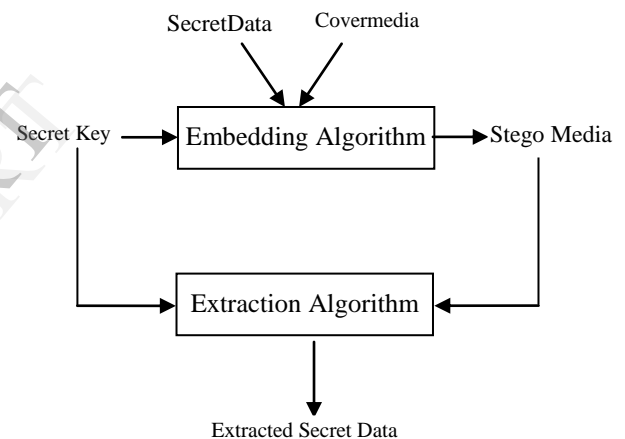 SecretData
Covermedia
Secret Key
Embedding Algorithm
Stego Media
Extraction Algorithm
Extracted Secret Data